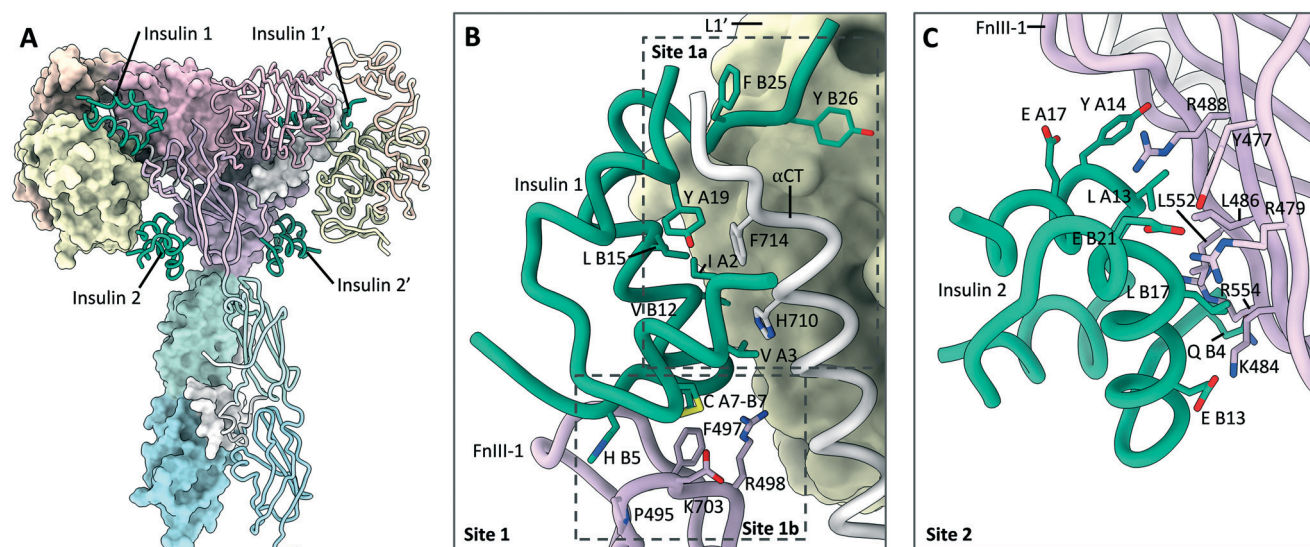 A
Insulin 1
Insulin 1’
Insulin 2
Insulin 2’
B
L1’
Site 1a
F B25
Y B26
Insulin 1
αCT
Y A19
F714
L B15
I A2
V B12
H710
V A3
C A7-B7
F497
FnIII-1
H B5
R498
K703
P495
Site 1b
Site 1
C
FnIII-1
Y A14
R488
E A17
Y477
L A13
L552
L486
R479
E B21
Insulin 2
L B17
R554
Q B4
K484
E B13
Site 2